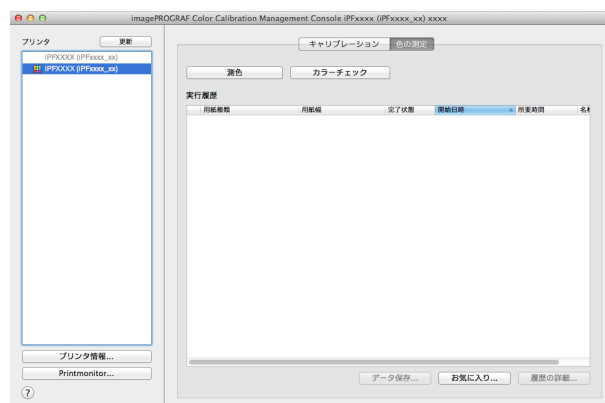 imagePROGRAF Color Calibration Management Console iPFxxxx (iPFxxxx_xx) xxxx
プリンタ
更新
iPFXXXX (iPFxxxx_xx)
iPFXXXX (iPFxxxx_xx)
プリンタ情報...
Printmonitor...
?
キャリブレーション 色の測定
測色 カラーチェック
実行履歴
用紙種類 用紙幅 完了状態 開始日時 所要時間 名称
データ保存... お気に入り... 履歴の詳細...